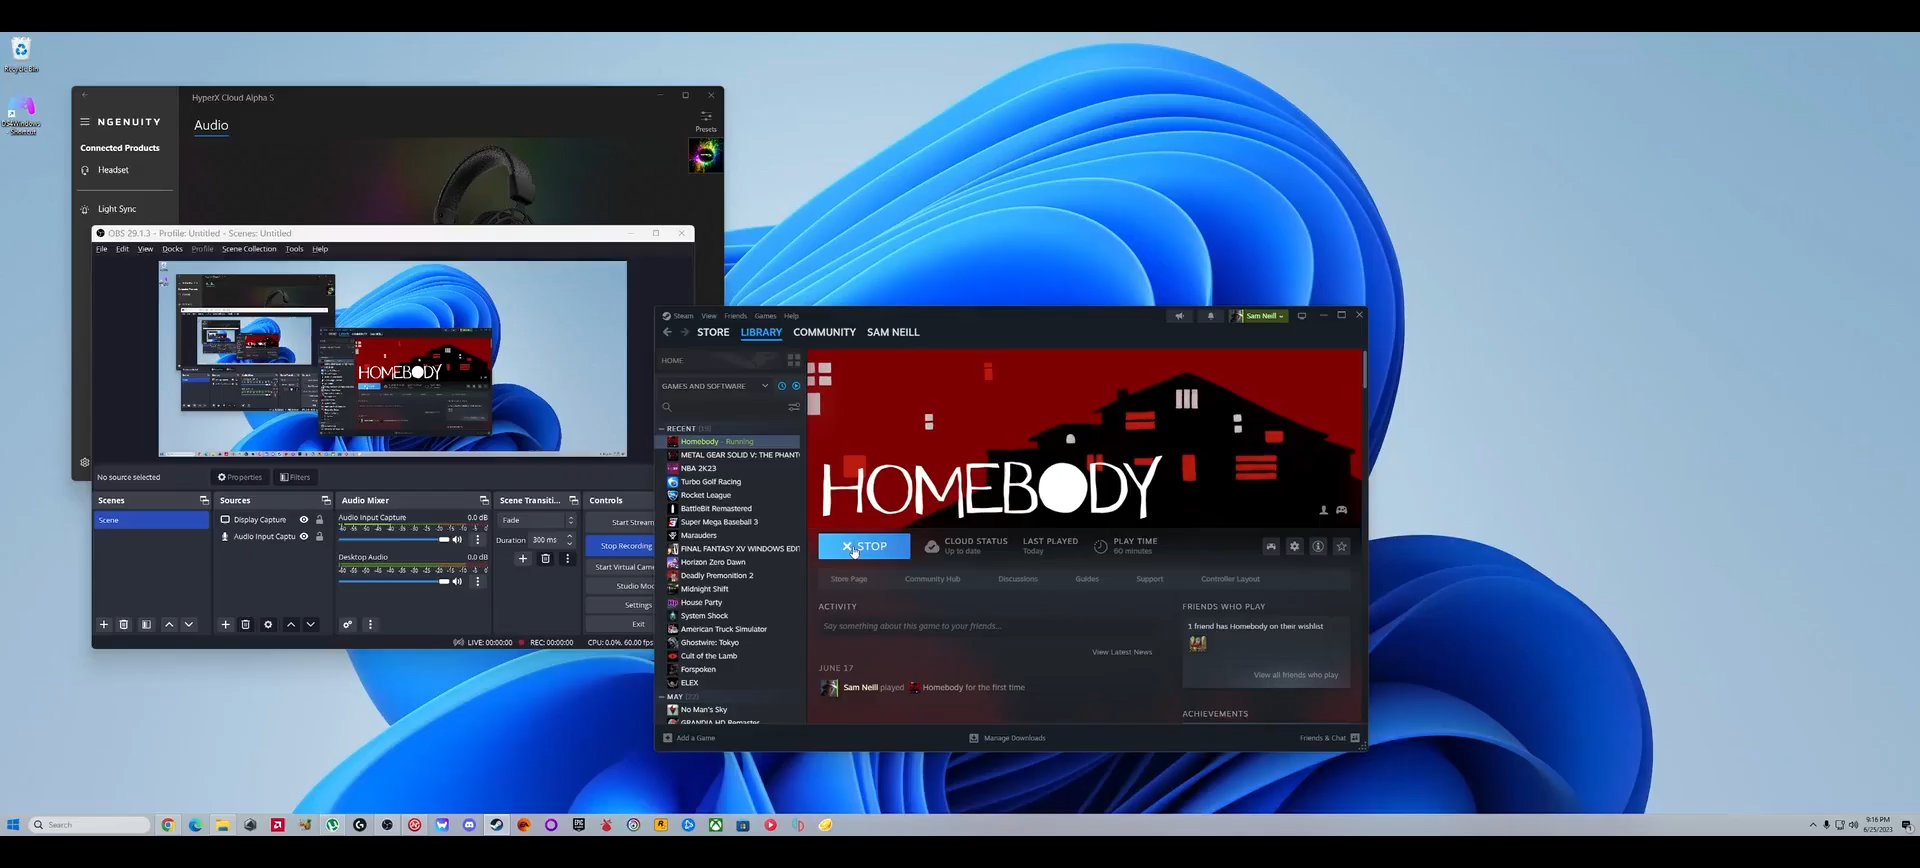 Recycle Bin
DS4Windows
- Shortcut
HyperX Cloud Alpha S
NGENUITY
Audio
Presets
Connected Products
Headset
Light Sync
OBS 29.1.3 - Profile: Untitled - Scenes: Untitled
File Edit View Docks Profile Scene Collection Tools Help
HOMEBODY
No source selected
Properties
Filters
Scenes
Sources
Audio Mixer
Scene Transiti...
Controls
Scene
Display Capture
Audio Input Captu
Audio Input Capture
0.0 dB
Desktop Audio
0.0 dB
Fade
Duration 300 ms
Start Stream
Stop Recording
Start Virtual Came
Studio Mod
Settings
Exit
LIVE: 00:00:00
REC: 00:00:00
CPU: 0.0%, 60.00 fps
Steam View Friends Games Help
Sam Neill
STORE LIBRARY COMMUNITY SAM NEILL
HOME
GAMES AND SOFTWARE
RECENT (19)
Homebody - Running
METAL GEAR SOLID V: THE PHANT
NBA 2K23
Turbo Golf Racing
Rocket League
BattleBit Remastered
Super Mega Baseball 3
Marauders
FINAL FANTASY XV WINDOWS EDIT
Horizon Zero Dawn
Deadly Premonition 2
Midnight Shift
House Party
System Shock
American Truck Simulator
Ghostwire: Tokyo
Cult of the Lamb
Forspoken
ELEX
MAY (22)
No Man's Sky
GRANDIA HD Remaster
HOMEBODY
STOP
CLOUD STATUS
Up to date
LAST PLAYED
Today
PLAY TIME
60 minutes
Store Page
Community Hub
Discussions
Guides
Support
Controller Layout
ACTIVITY
Say something about this game to your friends...
View Latest News
JUNE 17
Sam Neill played Homebody for the first time
FRIENDS WHO PLAY
1 friend has Homebody on their wishlist
View all friends who play
ACHIEVEMENTS
Add a Game
Manage Downloads
Friends & Chat
Search
9:16 PM
6/25/2023